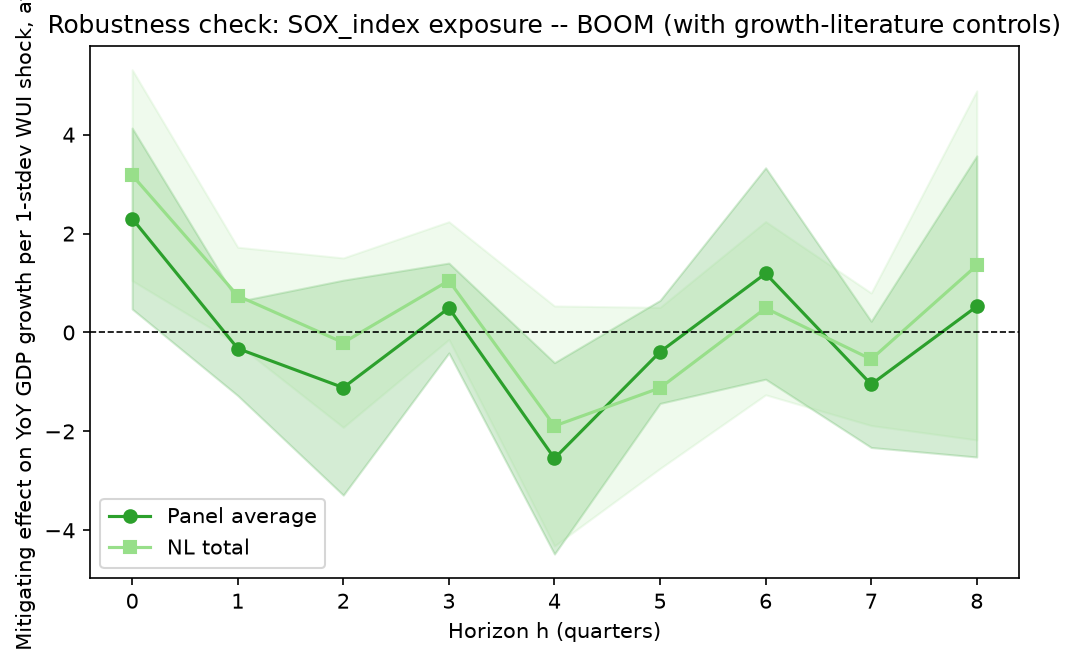 Robustness check: SOX_index exposure -- BOOM (with growth-literature controls)
Mitigating effect on YoY GDP growth per 1-stdev WUI shock,
4
2
0
−2
−4
Panel average
NL total
0 1 2 3 4 5 6 7 8
Horizon h (quarters)